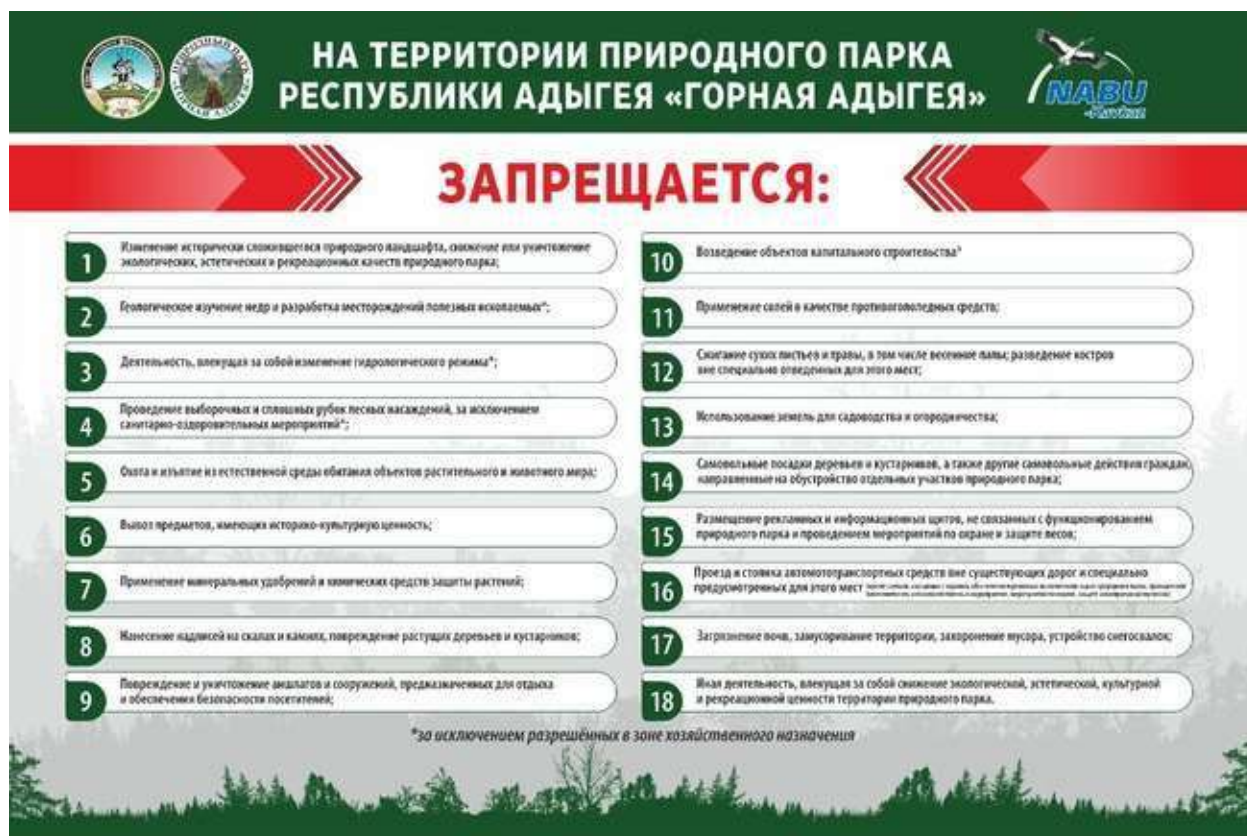 НА ТЕРРИТОРИИ ПРИРОДНОГО ПАРКА
РЕСПУБЛИКИ АДЫГЕЯ «ГОРНАЯ АДЫГЕЯ»
NABU
-Kavkaz
ЗАПРЕЩАЕТСЯ:
1
Изменение исторически сложившегося природного ландшафта, снижение или уничтожение
экологических, эстетических и рекреационных качеств природного парка;
2
Геологическое изучение недр и разработка месторождений полезных ископаемых*;
3
Деятельность, влекущая за собой изменение гидрологического режима*;
4
Проведение выборочных и сплошных рубок лесных насаждений, за исключением
санитарно-оздоровительных мероприятий*;
5
Охота и изъятие из естественной среды обитания объектов растительного и животного мира;
6
Вывоз предметов, имеющих историко-культурную ценность;
7
Применение минеральных удобрений и химических средств защиты растений;
8
Нанесение надписей на скалах и камнях, повреждение растущих деревьев и кустарников;
9
Повреждение и уничтожение аншлагов и сооружений, предназначенных для отдыха
и обеспечения безопасности посетителей;
10
Возведение объектов капитального строительства*
11
Применение солей в качестве противогололедных средств;
12
Сжигание сухих листьев и травы, в том числе весенние палы; разведение костров
вне специально отведенных для этого мест;
13
Использование земель для садоводства и огородничества;
14
Самовольные посадки деревьев и кустарников, а также другие самовольные действия граждан,
направленные на обустройство отдельных участков природного парка;
15
Размещение рекламных и информационных щитов, не связанных с функционированием
природного парка и проведением мероприятий по охране и защите лесов;
16
Проезд и стоянка автомототранспортных средств вне существующих дорог и специально
предусмотренных для этого мест
17
Загрязнение почв, замусоривание территории, захоронение мусора, устройство снегосвалок;
18
Иная деятельность, влекущая за собой снижение экологической, эстетической, культурной
и рекреационной ценности территории природного парка.
*за исключением разрешённых в зоне хозяйственного назначения